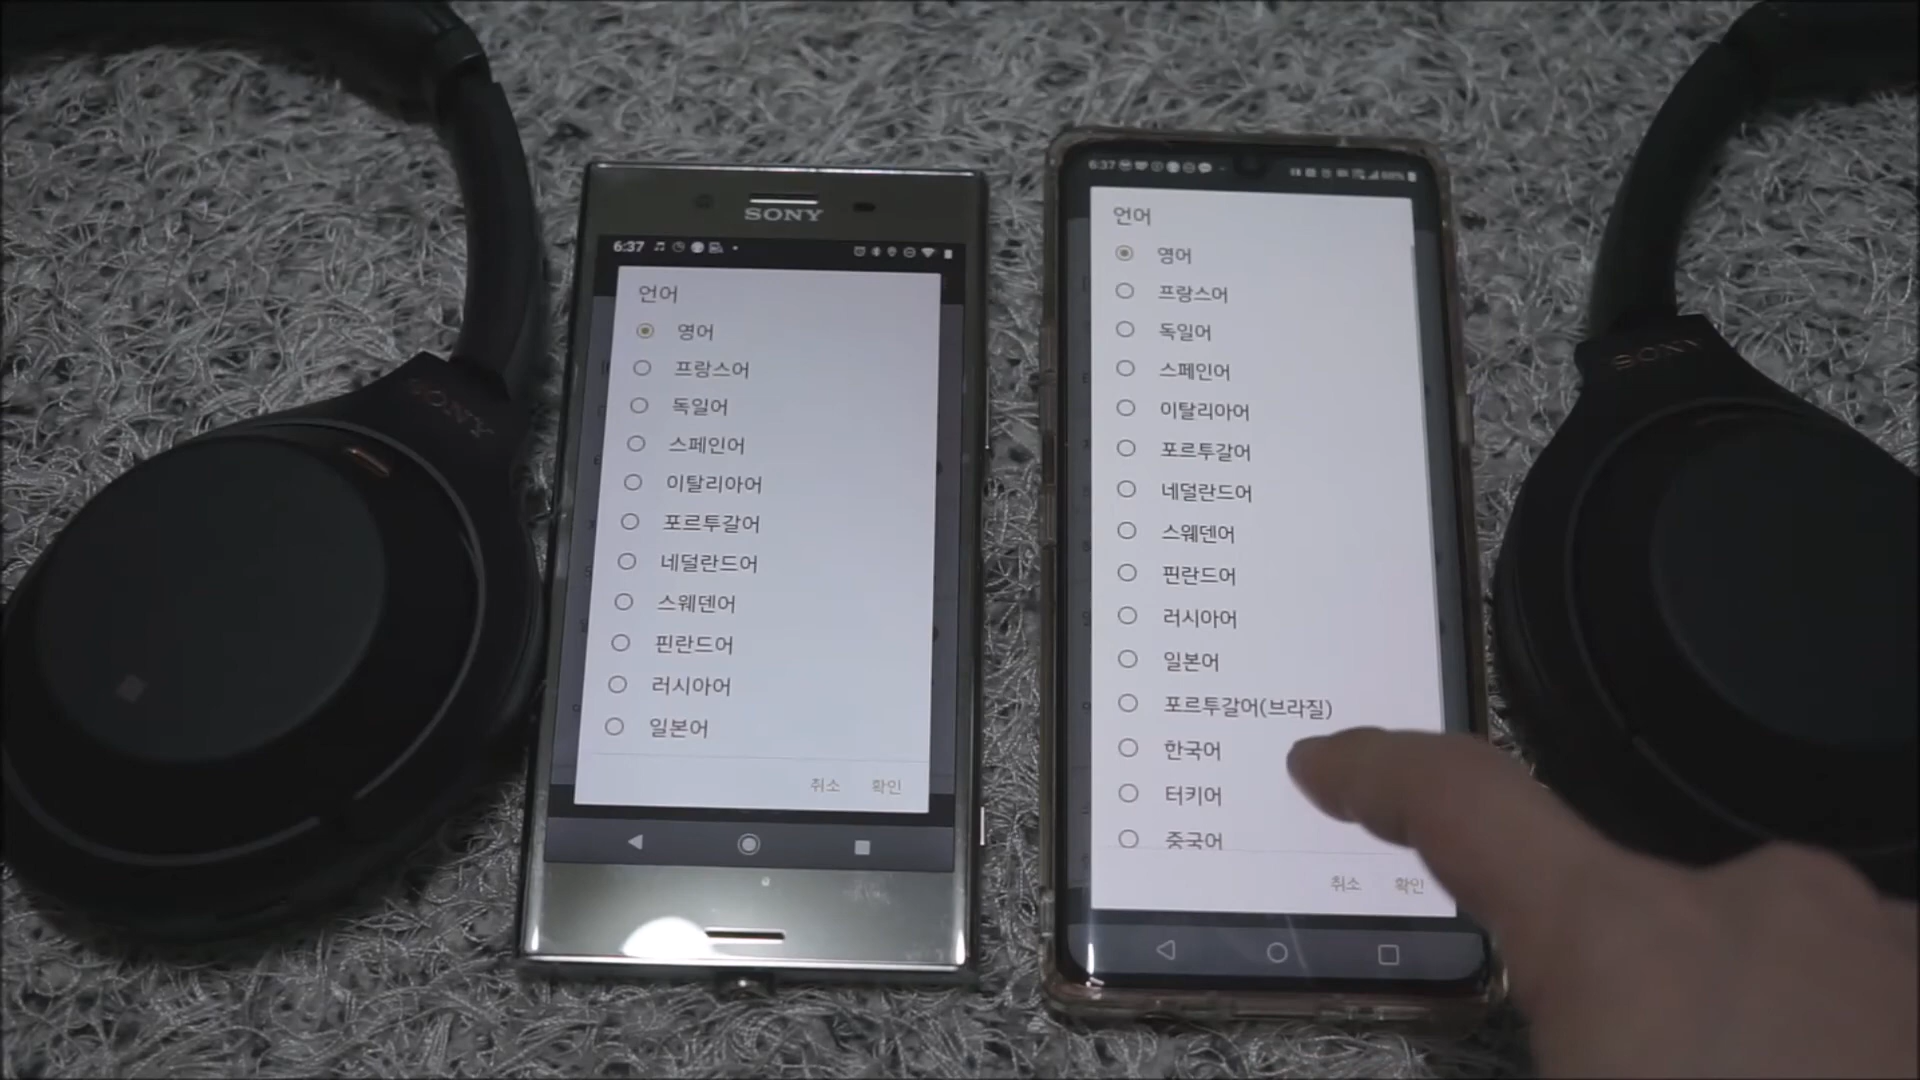 SONY
SONY
6:37
언어
영어
프랑스어
독일어
스페인어
이탈리아어
포르투갈어
네덜란드어
스웨덴어
핀란드어
러시아어
일본어
취소 확인
6:37
언어
영어
프랑스어
독일어
스페인어
이탈리아어
포르투갈어
네덜란드어
스웨덴어
핀란드어
러시아어
일본어
포르투갈어(브라질)
한국어
터키어
중국어
취소 확인
SONY